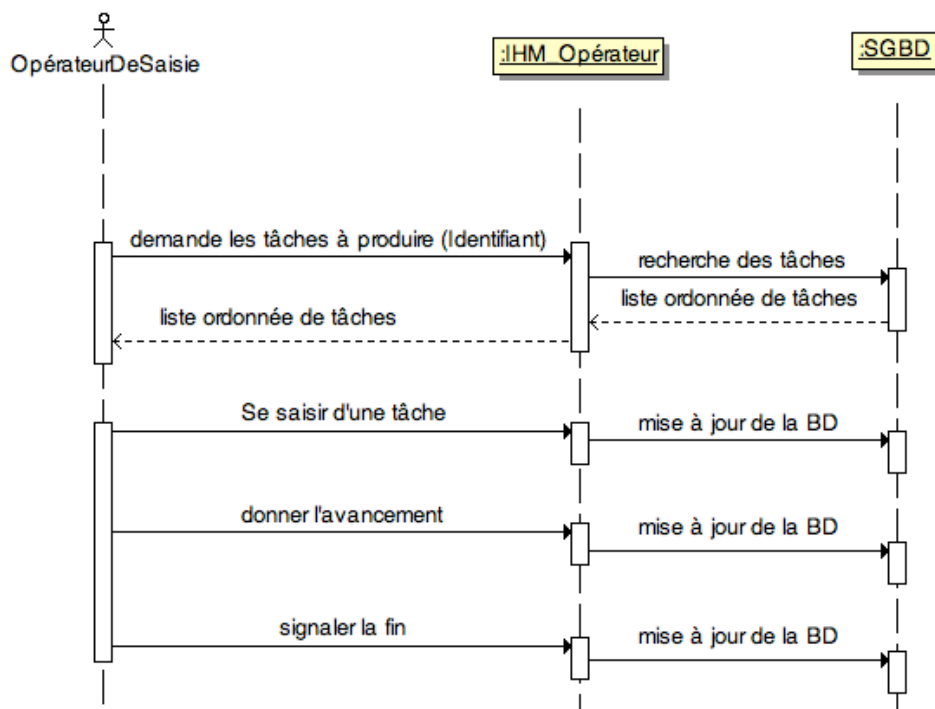 OpérateurDeSaisie
:IHM_Opérateur
:SGBD
demande les tâches à produire (Identifiant)
recherche des tâches
liste ordonnée de tâches
liste ordonnée de tâches
Se saisir d'une tâche
mise à jour de la BD
donner l'avancement
mise à jour de la BD
signaler la fin
mise à jour de la BD